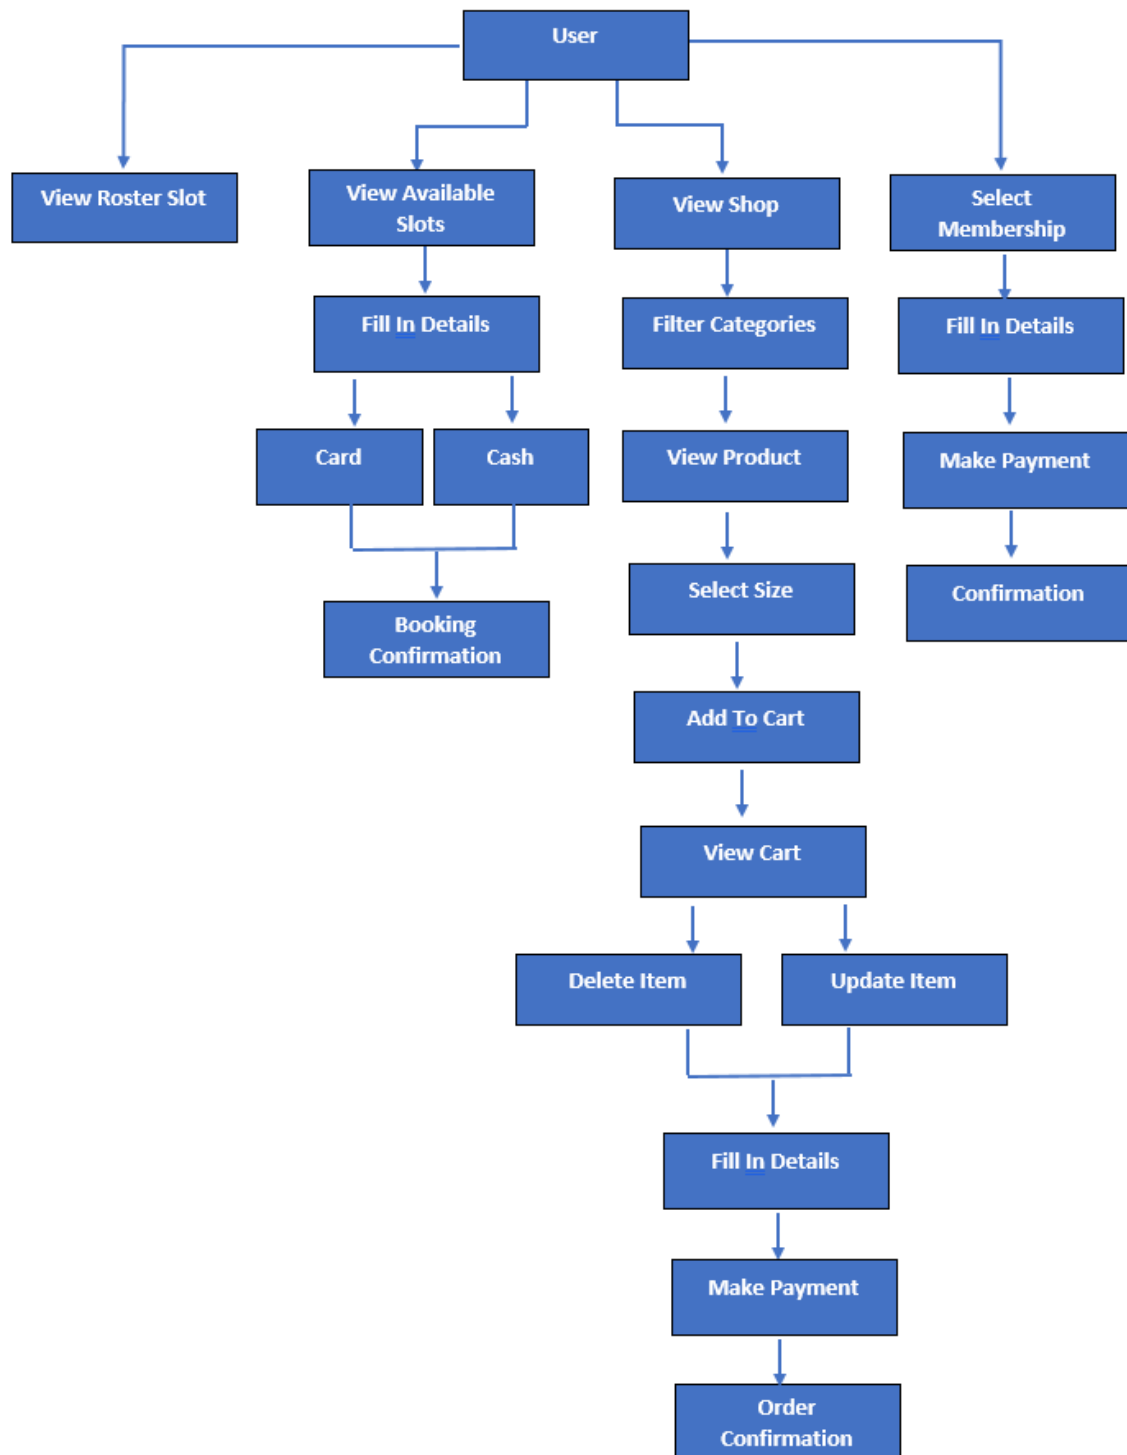 User
View Roster Slot
View Available
Slots
View Shop
Select
Membership
Fill In Details
Filter Categories
Fill In Details
Card
Cash
View Product
Make Payment
Booking
Confirmation
Select Size
Confirmation
Add To Cart
View Cart
Delete Item
Update Item
Fill In Details
Make Payment
Order
Confirmation